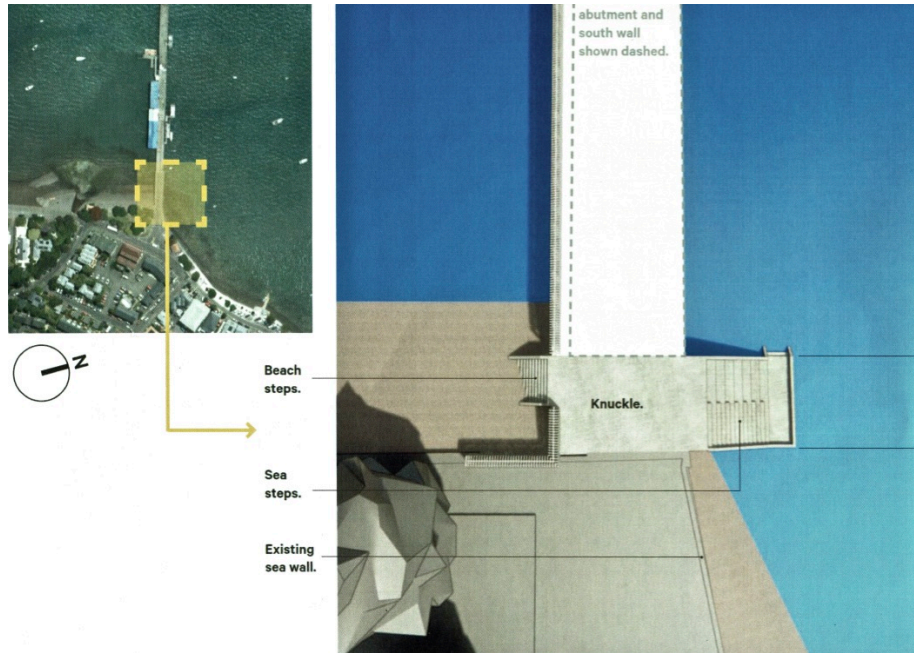 abutment and
south wall
shown dashed.
N
Beach
steps.
Knuckle.
Sea
steps.
Existing
sea wall.